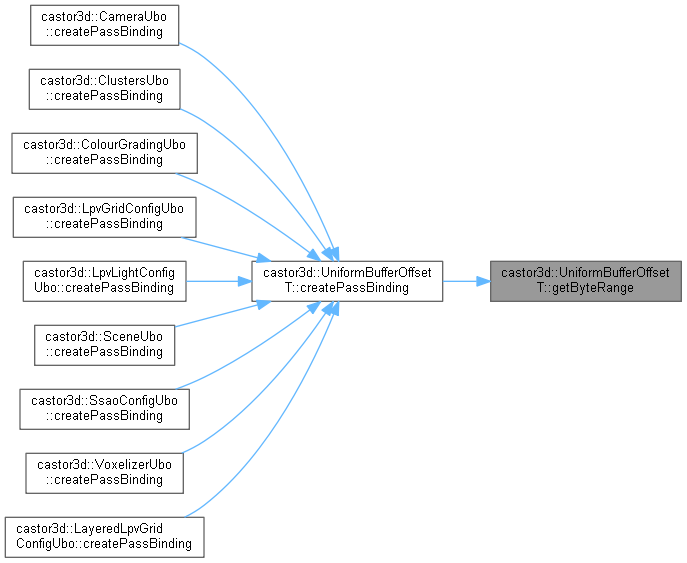 castor3d::CameraUbo
::createPassBinding
castor3d::ClustersUbo
::createPassBinding
castor3d::ColourGradingUbo
::createPassBinding
castor3d::LpvGridConfigUbo
::createPassBinding
castor3d::LpvLightConfig
Ubo::createPassBinding
castor3d::SceneUbo
::createPassBinding
castor3d::SsaoConfigUbo
::createPassBinding
castor3d::VoxelizerUbo
::createPassBinding
castor3d::LayeredLpvGrid
ConfigUbo::createPassBinding
castor3d::UniformBufferOffset
T::createPassBinding
castor3d::UniformBufferOffset
T::getByteRange